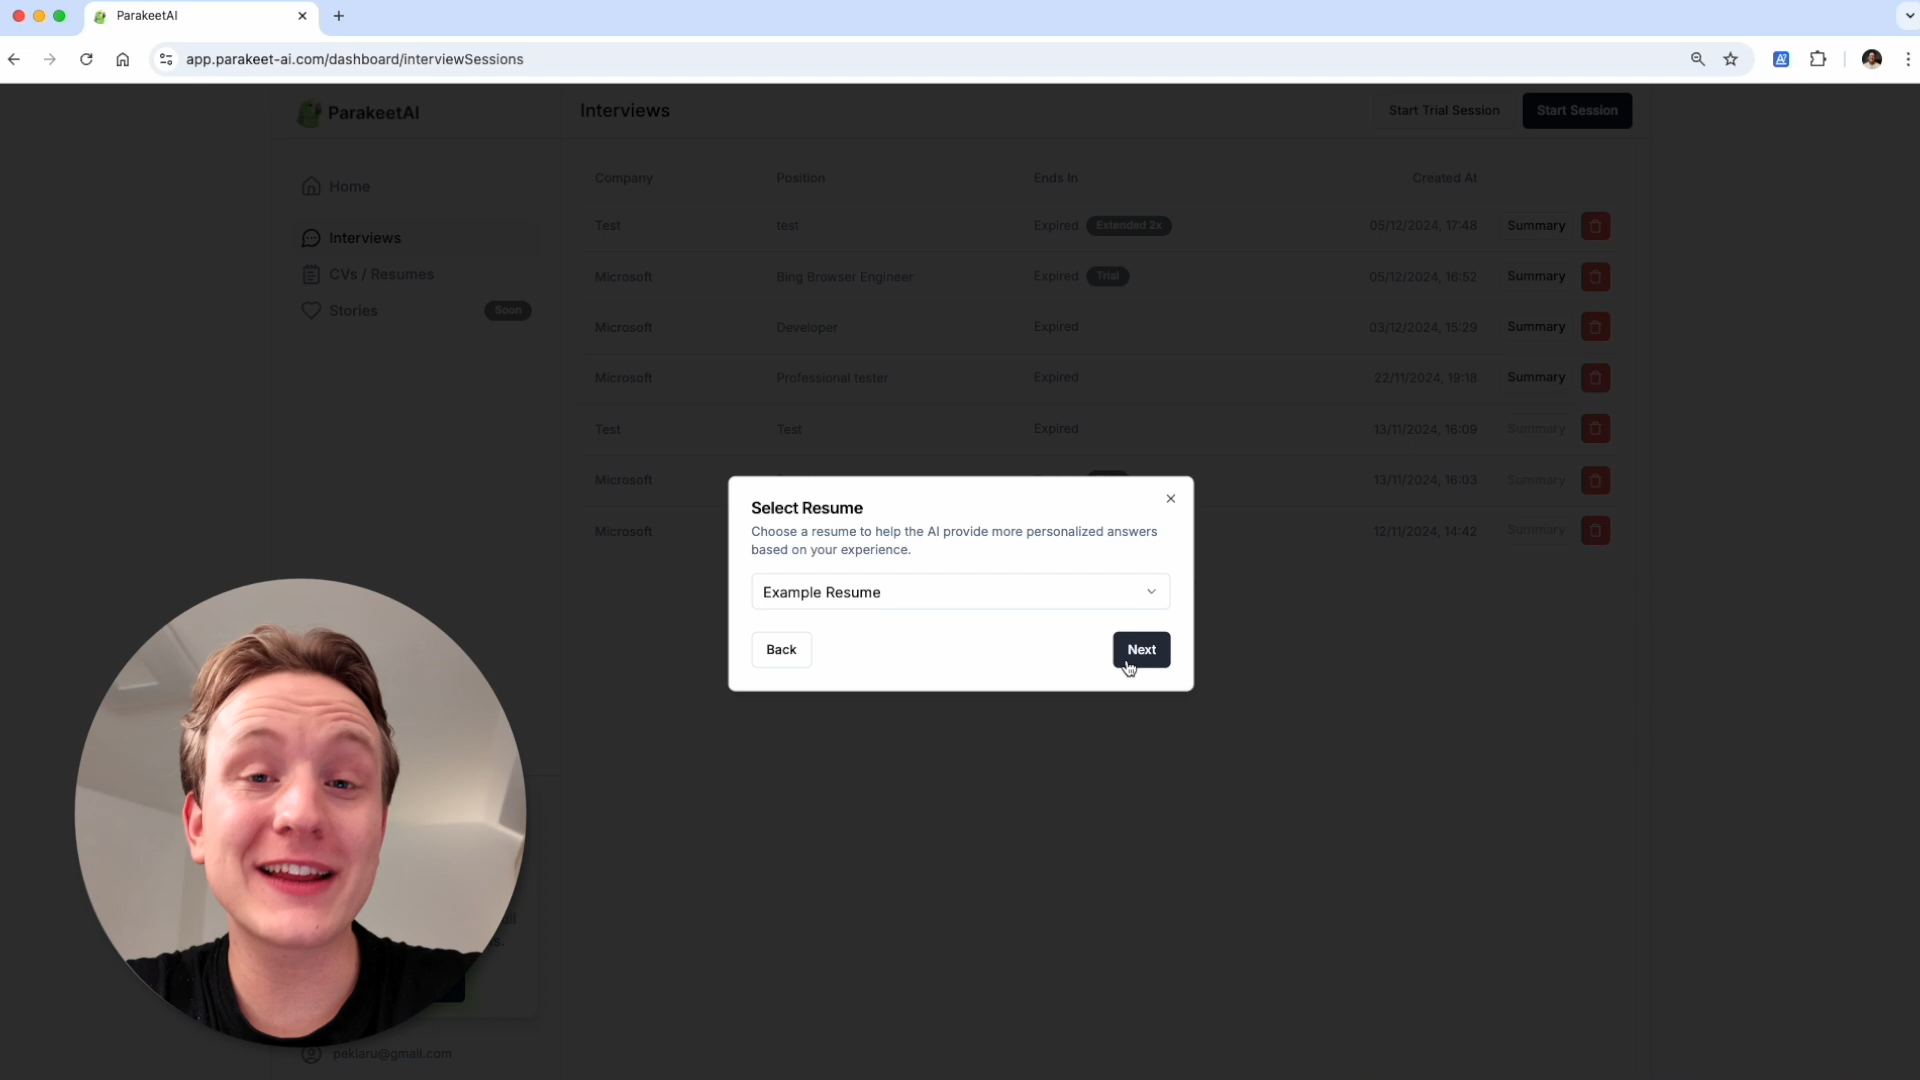 ParakeetAI
app.parakeet-ai.com/dashboard/interviewSessions
ParakeetAI
Interviews
Start Trial Session
Start Session
Home
Interviews
CVs / Resumes
Stories
Soon
Company Position Ends In Created At
Test test Expired Extended 2x 05/12/2024, 17:48 Summary
Microsoft Bing Browser Engineer Expired Trial 05/12/2024, 16:52 Summary
Microsoft Developer Expired 03/12/2024, 15:29 Summary
Microsoft Professional tester Expired 22/11/2024, 19:18 Summary
Test Test Expired 13/11/2024, 16:09 Summary
Microsoft 13/11/2024, 16:03 Summary
Microsoft 12/11/2024, 14:42 Summary
Select Resume
Choose a resume to help the AI provide more personalized answers
based on your experience.
Example Resume
Back
Next
peklaru@gmail.com